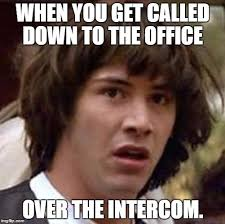 WHEN YOU GET CALLED
DOWN TO THE OFFICE
OVER THE INTERCOM.
imgflip.com